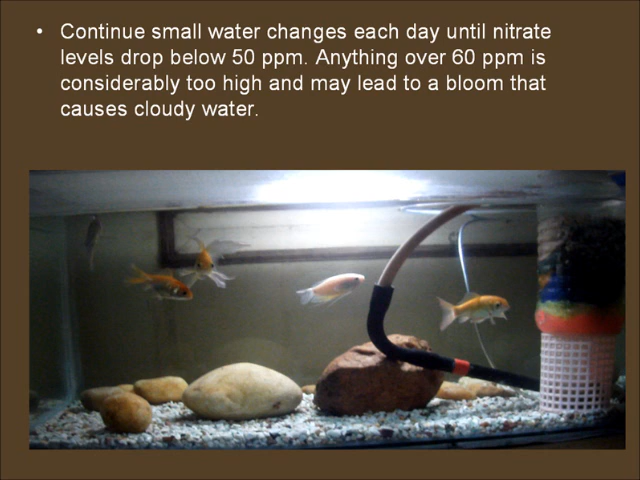 • Continue small water changes each day until nitrate
levels drop below 50 ppm. Anything over 60 ppm is
considerably too high and may lead to a bloom that
causes cloudy water.